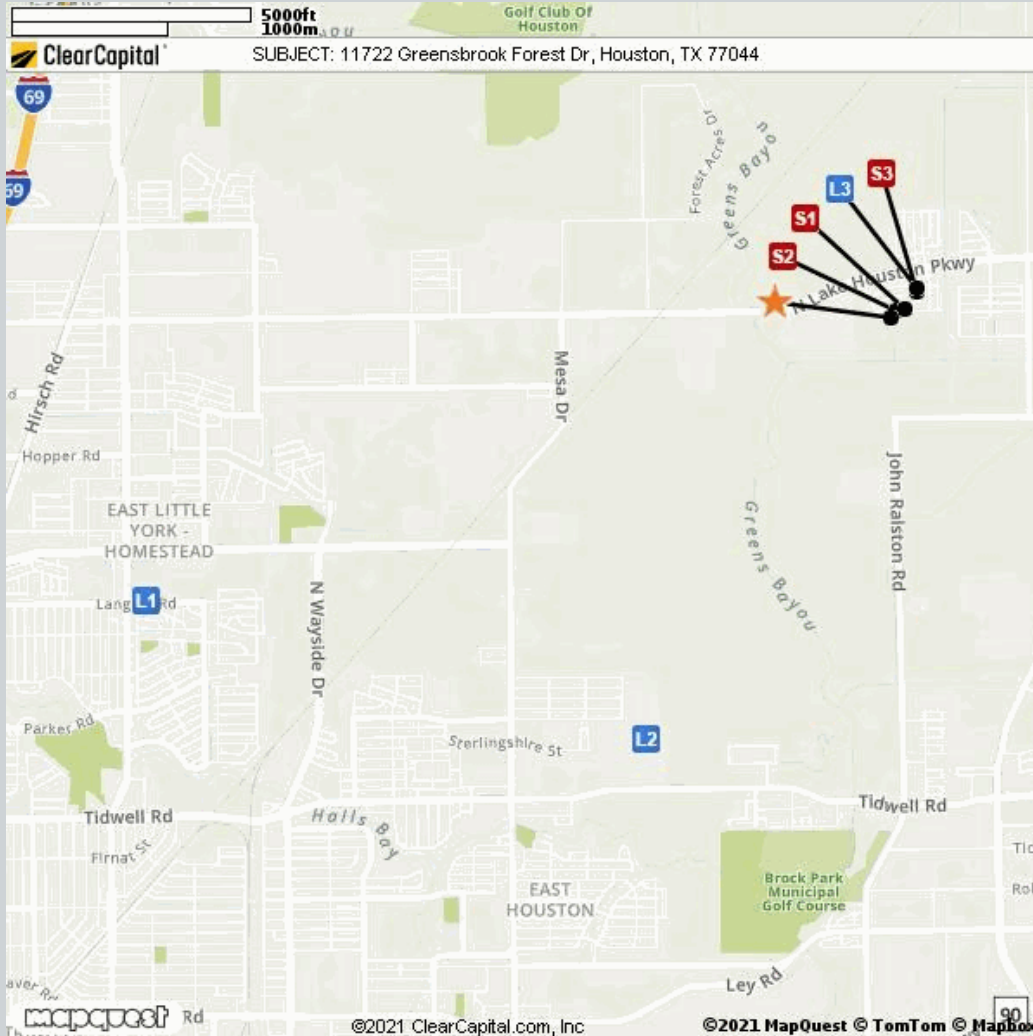 5000ft
1000m
Golf Club Of
Houston
ClearCapital
SUBJECT: 11722 Greensbrook Forest Dr, Houston, TX 77044
69
69
Forest Acres Dr
Greens Bayou
S3
L3
S1
S2
N Lake Houston Pkwy
Hirsch Rd
Mesa Dr
Hopper Rd
John Ralston Rd
EAST LITTLE
YORK -
HOMESTEAD
Greens Bayou
L1
Rd
N Wayside Dr
Parker Rd
Sterlingshire St
L2
Tidwell Rd
Tidwell Rd
Halls Bay
Firnat St
Brock Park
Municipal
Golf Course
EAST
HOUSTON
Ley Rd
mapquest
Rd
90
©2021 ClearCapital.com, Inc
©2021 MapQuest © TomTom © Mapbox